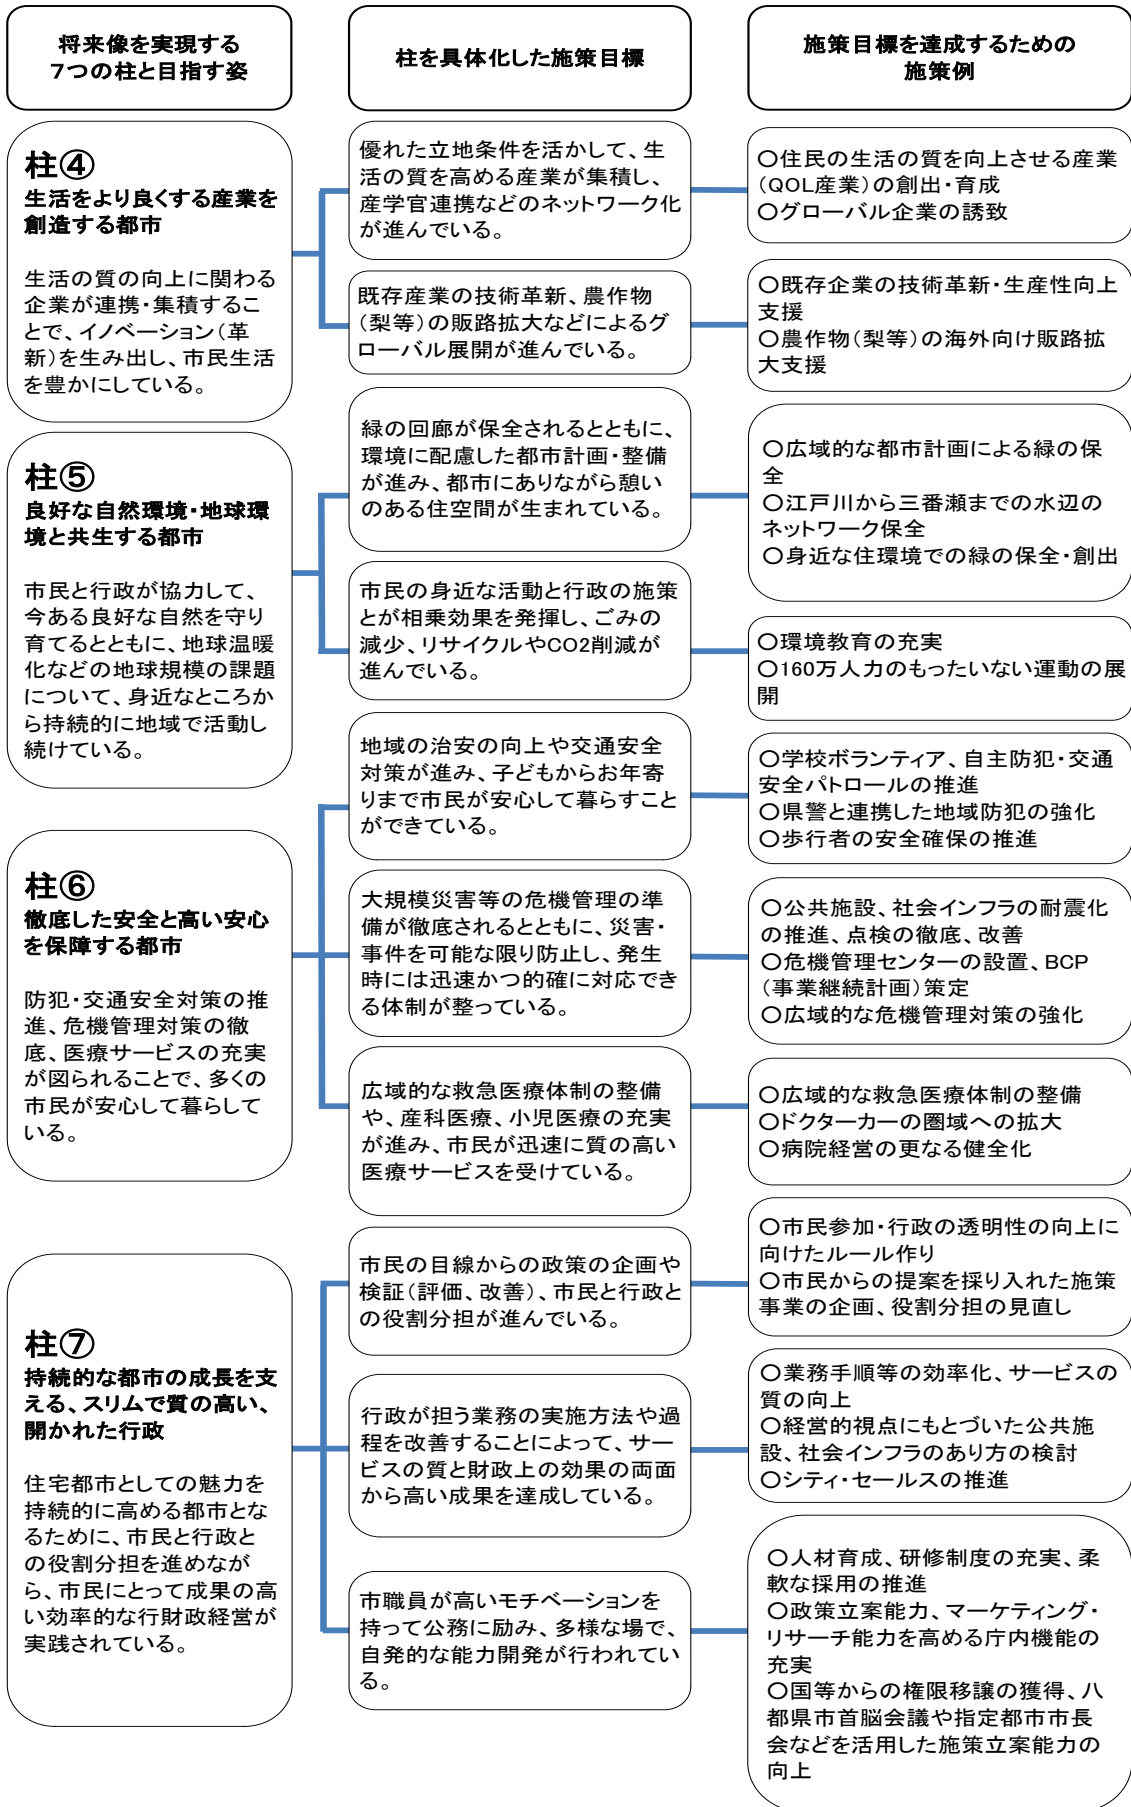 将来像を実現する
7つの柱と目指す姿
柱を具体化した施策目標
施策目標を達成するための
施策例
柱④
生活をより良くする産業を
創造する都市
生活の質の向上に関わる
企業が連携・集積するこ
とで、イノベーション（革
新）を生み出し、市民生活
を豊かにしている。
優れた立地条件を活かして、生
活の質を高める産業が集積し、
産学官連携などのネットワーク化
が進んでいる。
○住民の生活の質を向上させる産業
（QOL産業）の創出・育成
○グローバル企業の誘致
既存産業の技術革新、農作物
（梨等）の販路拡大などによるグ
ローバル展開が進んでいる。
○既存企業の技術革新・生産性向上
支援
○農作物（梨等）の海外向け販路拡
大支援
柱⑤
良好な自然環境・地球環
境と共生する都市
市民と行政が協力して、
今ある良好な自然を守り
育てるとともに、地球温暖
化などの地球規模の課題
について、身近なところか
ら持続的に地域で活動し
続けている。
緑の回廊が保全されるとともに、
環境に配慮した都市計画・整備
が進み、都市にありながら憩い
のある住空間が生まれている。
○広域的な都市計画による緑の保
全
○江戸川から三番瀬までの水辺の
ネットワーク保全
○身近な住環境での緑の保全・創出
市民の身近な活動と行政の施策
とが相乗効果を発揮し、ごみの
減少、リサイクルやCO2削減が
進んでいる。
○環境教育の充実
○160万人力のもったいない運動の展
開
柱⑥
徹底した安全と高い安心
を保障する都市
防犯・交通安全対策の推
進、危機管理対策の徹
底、医療サービスの充実
が図られることで、多くの
市民が安心して暮らして
いる。
地域の治安の向上や交通安全
対策が進み、子どもからお年寄
りまで市民が安心して暮らすこと
ができている。
○学校ボランティア、自主防犯・交通
安全パトロールの推進
○県警と連携した地域防犯の強化
○歩行者の安全確保の推進
大規模災害等の危機管理の準
備が徹底されるとともに、災害・
事件を可能な限り防止し、発生
時には迅速かつ的確に対応でき
る体制が整っている。
○公共施設、社会インフラの耐震化
の推進、点検の徹底、改善
○危機管理センターの設置、BCP
（事業継続計画）策定
○広域的な危機管理対策の強化
広域的な救急医療体制の整備
や、産科医療、小児医療の充実
が進み、市民が迅速に質の高い
医療サービスを受けている。
○広域的な救急医療体制の整備
○ドクターカーの圏域への拡大
○病院経営の更なる健全化
柱⑦
持続的な都市の成長を支
える、スリムで質の高い、
開かれた行政
住宅都市としての魅力を
持続的に高める都市とな
るために、市民と行政と
の役割分担を進めなが
ら、市民にとって成果の高
い効率的な行財政経営が
実践されている。
市民の目線からの政策の企画や
検証（評価、改善）、市民と行政と
の役割分担が進んでいる。
○市民参加・行政の透明性の向上に
向けたルール作り
○市民からの提案を採り入れた施策
事業の企画、役割分担の見直し
行政が担う業務の実施方法や過
程を改善することによって、サー
ビスの質と財政上の効果の両面
から高い成果を達成している。
○業務手順等の効率化、サービスの
質の向上
○経営的視点にもとづいた公共施
設、社会インフラのあり方の検討
○シティ・セールスの推進
市職員が高いモチベーションを
持って公務に励み、多様な場で、
自発的な能力開発が行われてい
る。
○人材育成、研修制度の充実、柔
軟な採用の推進
○政策立案能力、マーケティング・
リサーチ能力を高める庁内機能の
充実
○国等からの権限移譲の獲得、八
都県市首脳会議や指定都市市長
会などを活用した施策立案能力の
向上